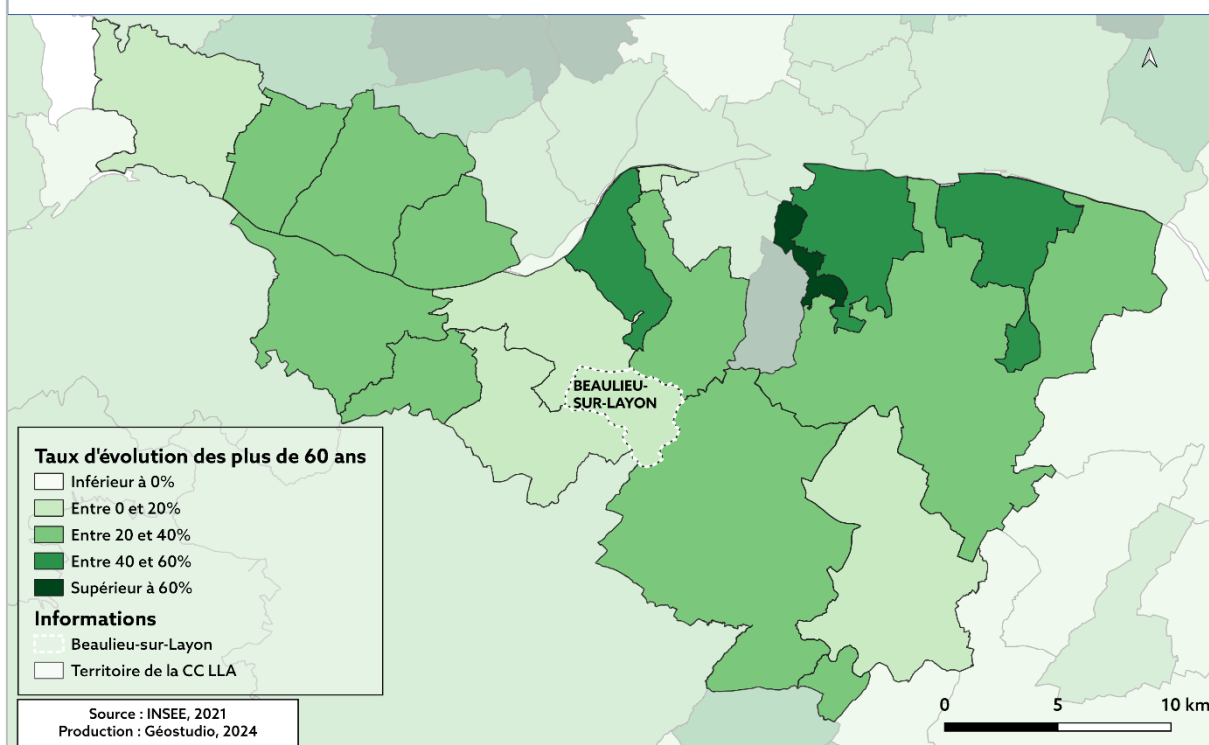 BEAULIEU-
SUR-LAYON
Taux d'évolution des plus de 60 ans
Inférieur à 0%
Entre 0 et 20%
Entre 20 et 40%
Entre 40 et 60%
Supérieur à 60%
Informations
Beaulieu-sur-Layon
Territoire de la CC LLA
Source : INSEE, 2021
Production : Géostudio, 2024
0 5 10 km